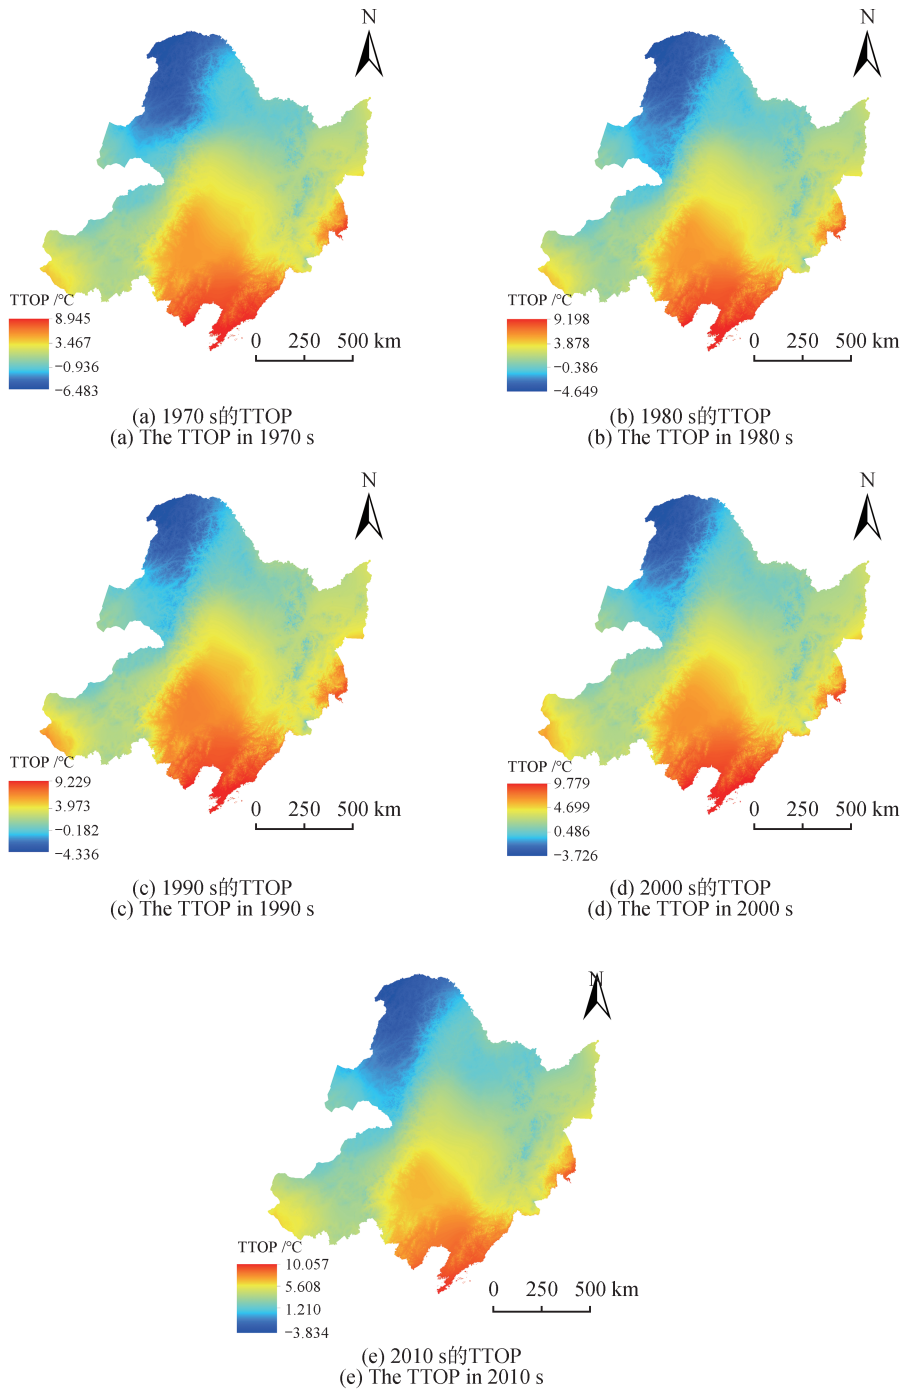 N
N
TTOP /℃
8.945
3.467
−0.936
−6.483
0 250 500 km
(a) 1970 s的TTOP
(a) The TTOP in 1970 s
TTOP /℃
9.198
3.878
−0.386
−4.649
0 250 500 km
(b) 1980 s的TTOP
(b) The TTOP in 1980 s
N
N
TTOP /℃
9.229
3.973
−0.182
−4.336
0 250 500 km
(c) 1990 s的TTOP
(c) The TTOP in 1990 s
TTOP /℃
9.779
4.699
0.486
−3.726
0 250 500 km
(d) 2000 s的TTOP
(d) The TTOP in 2000 s
N
TTOP /℃
10.057
5.608
1.210
−3.834
0 250 500 km
(e) 2010 s的TTOP
(e) The TTOP in 2010 s